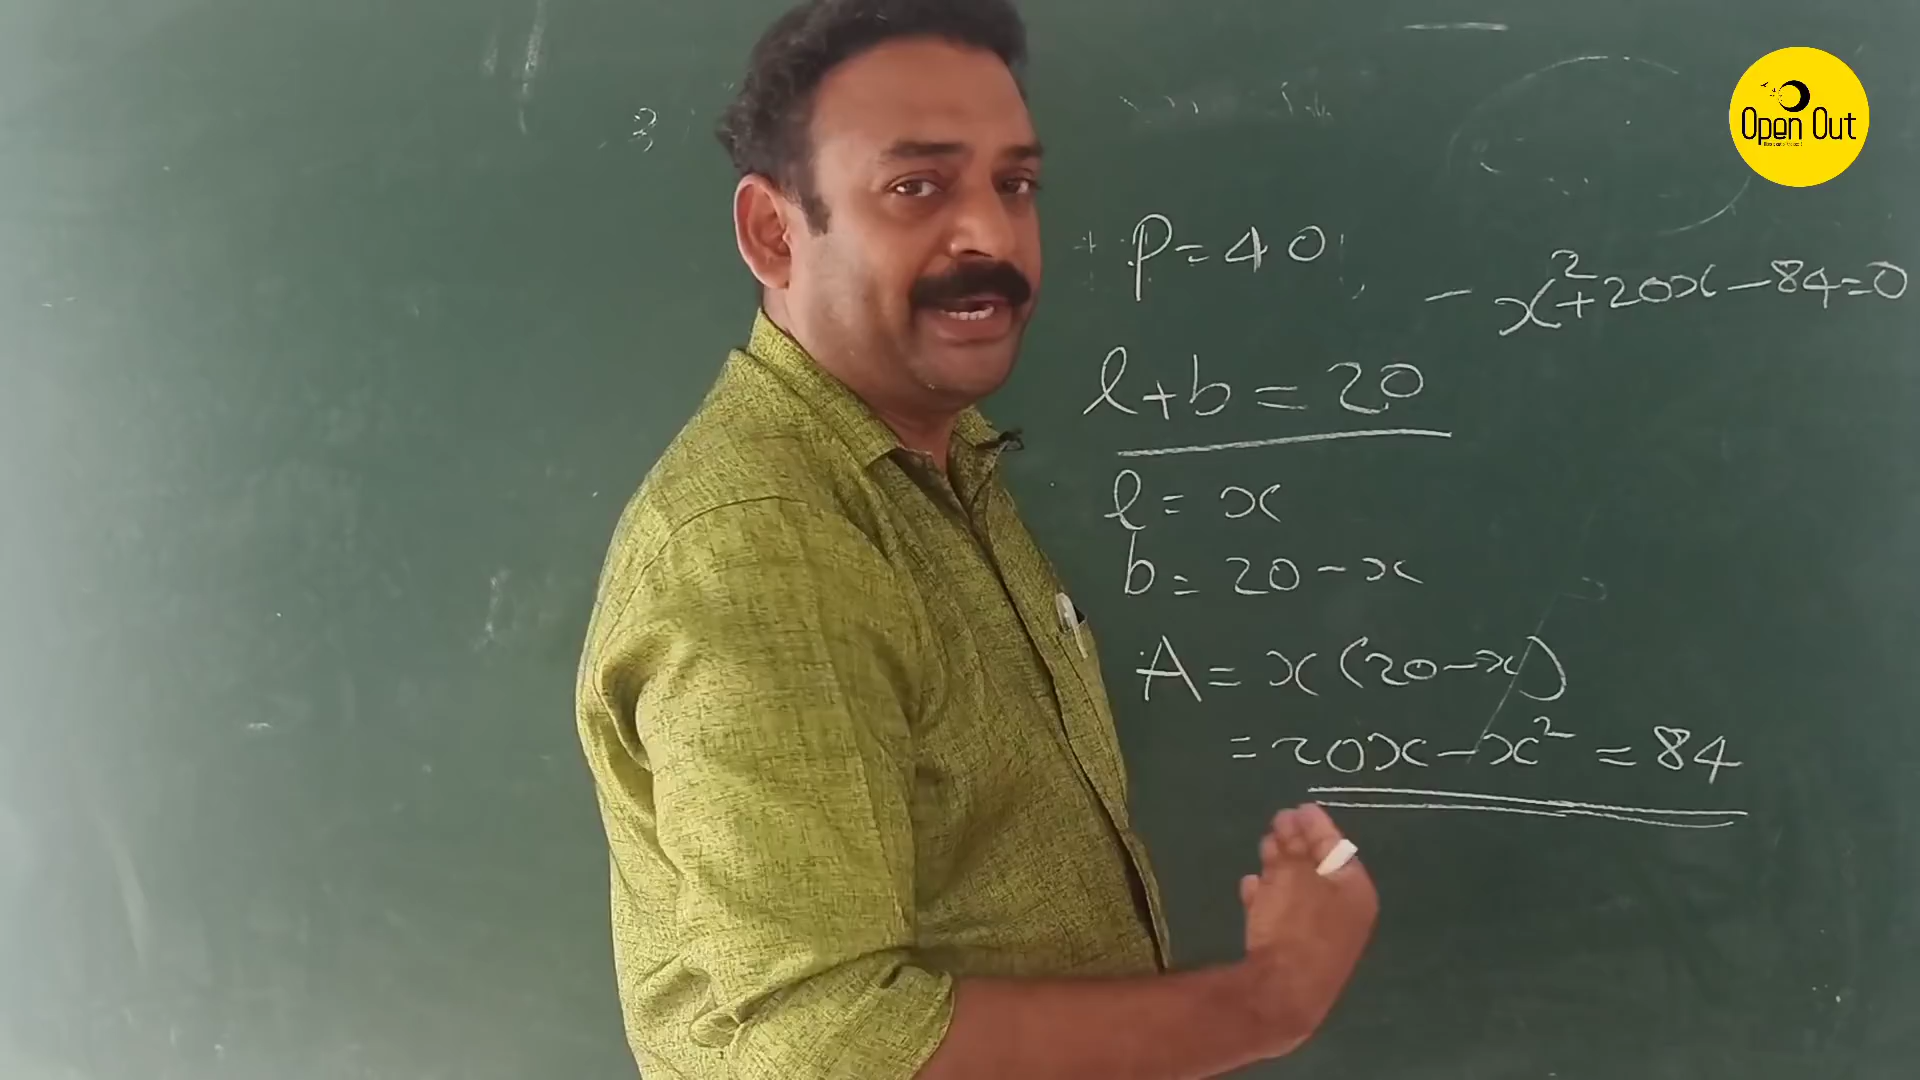 Open Out
P = 40
- x² + 20x - 84 = 0
l + b = 20
l = x
b = 20 - x
A = x(20 - x)
= 20x - x² = 84